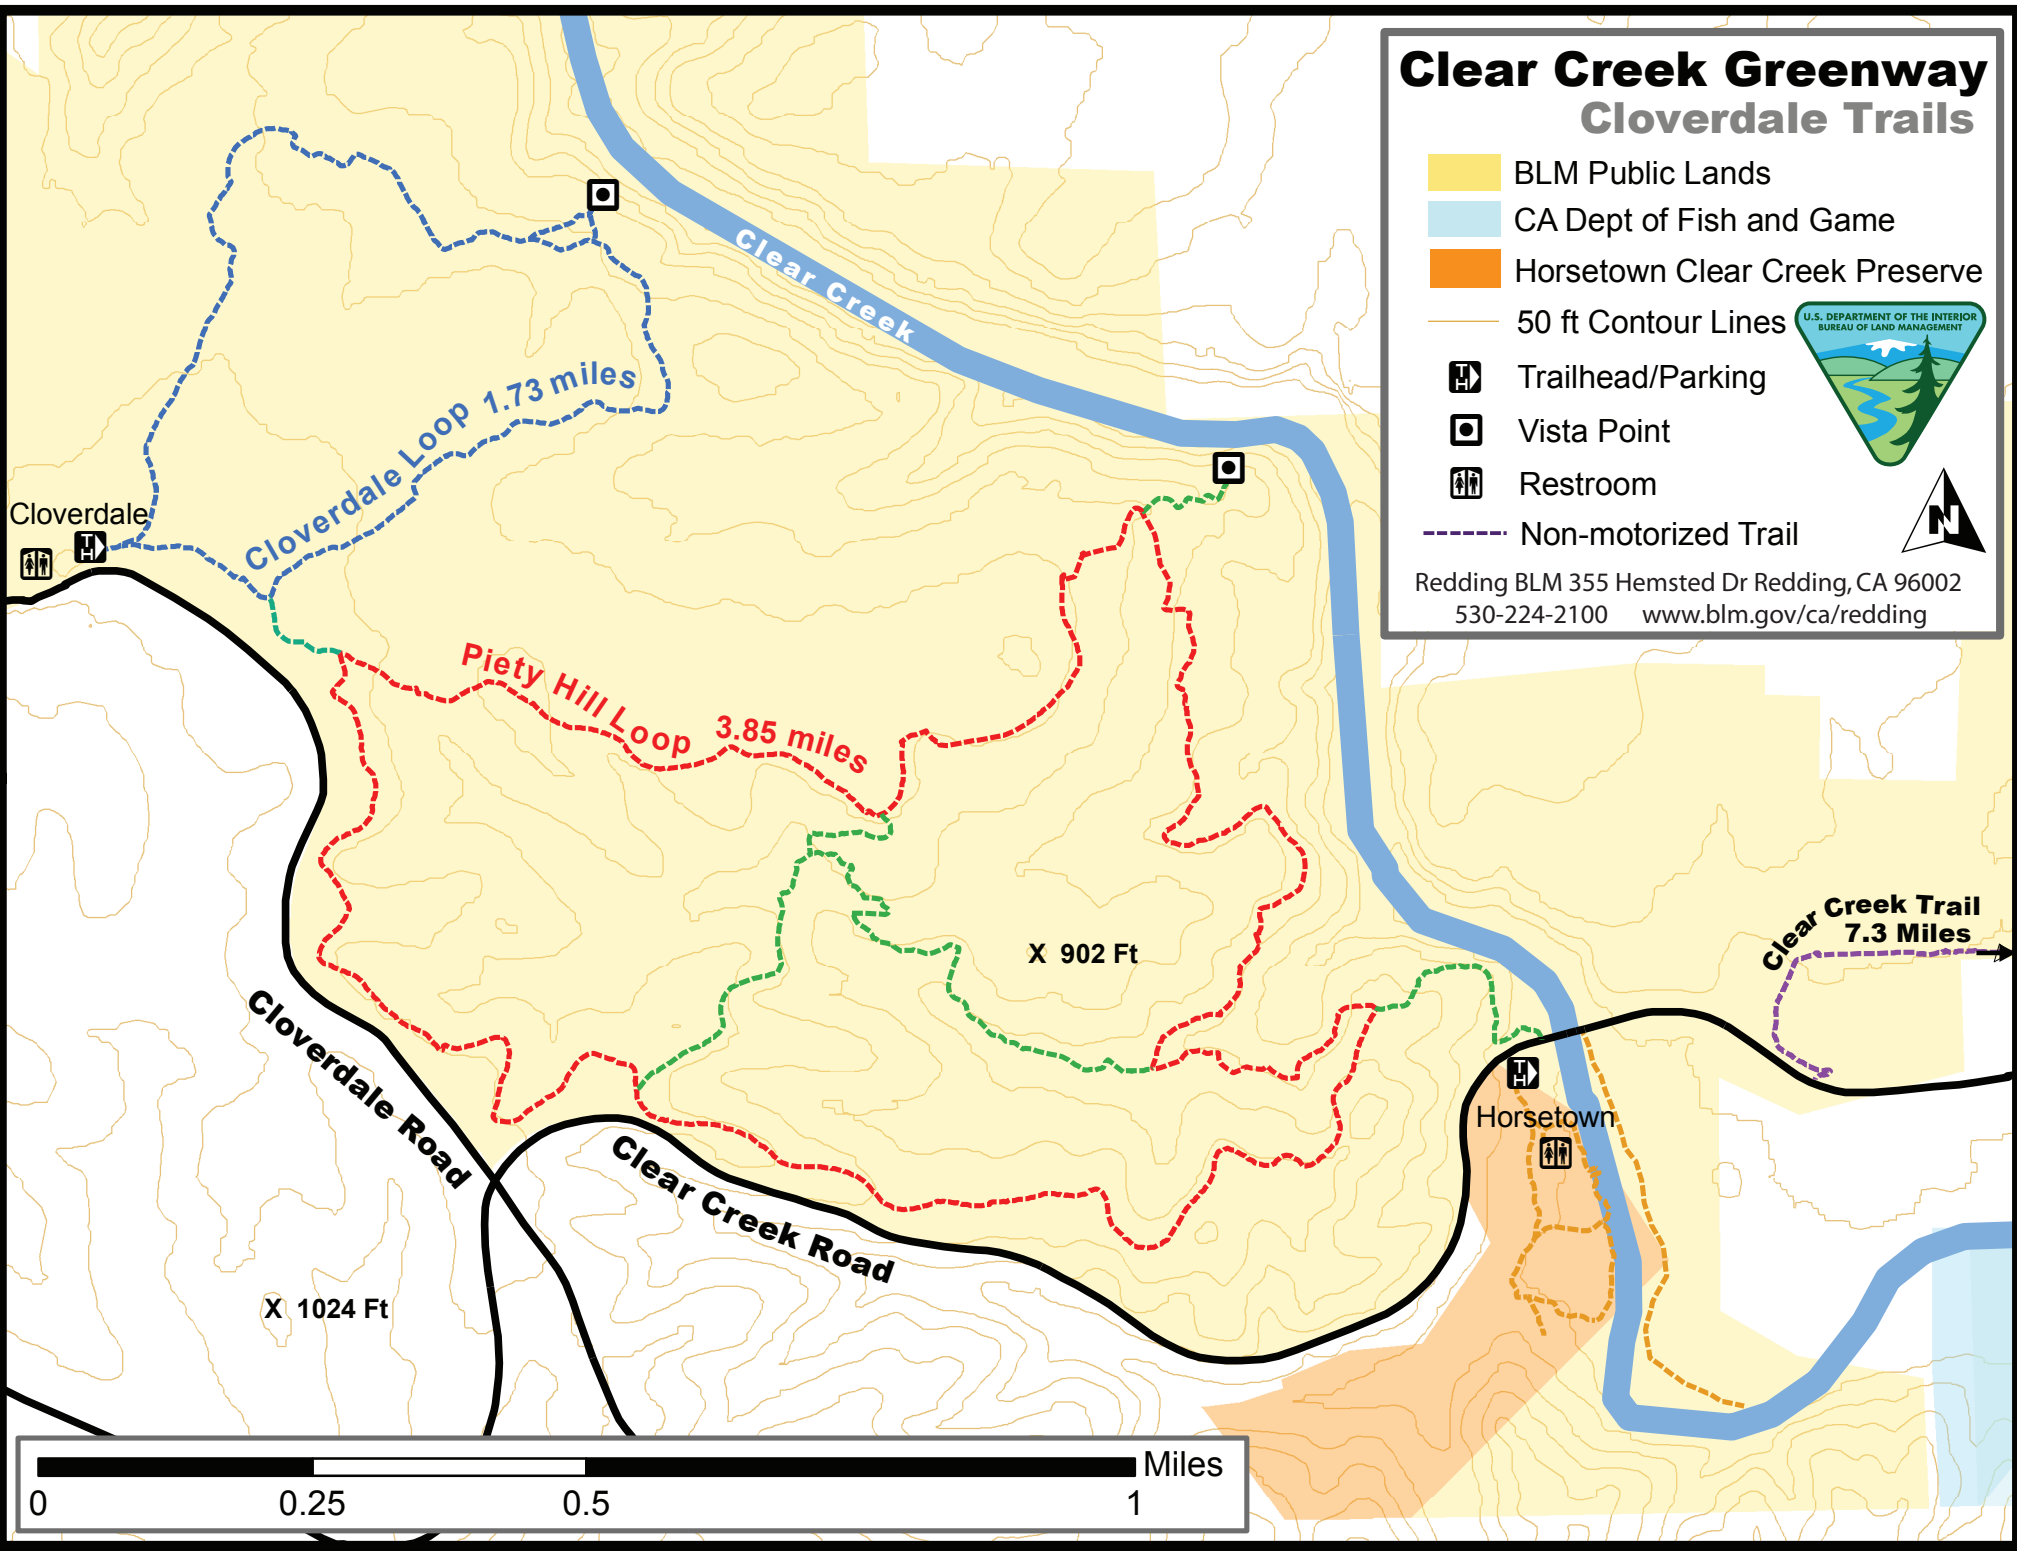 Clear Creek Greenway
Cloverdale Trails
BLM Public Lands
CA Dept of Fish and Game
Horsetown Clear Creek Preserve
50 ft Contour Lines
U.S. DEPARTMENT OF THE INTERIOR
BUREAU OF LAND MANAGEMENT
TH Trailhead/Parking
Vista Point
Restroom
N
Non-motorized Trail
Redding BLM 355 Hemsted Dr Redding, CA 96002
530-224-2100 www.blm.gov/ca/redding
Clear Creek
Cloverdale Loop 1.73 miles
Cloverdale
TH
Piety Hill Loop 3.85 miles
X 902 Ft
Clear Creek Trail
7.3 Miles
Cloverdale Road
TH
Horsetown
Clear Creek Road
X 1024 Ft
Miles
0 0.25 0.5 1